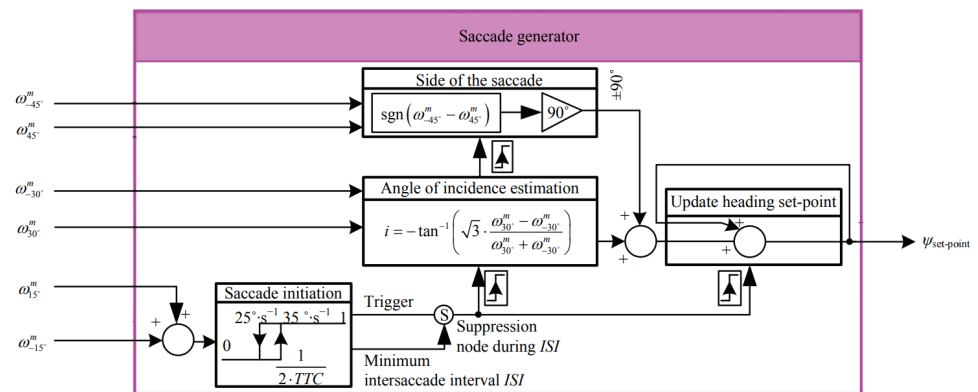 Saccade generator
Side of the saccade
±90°
ω^m_{-45°}
sgn(ω^m_{-45°} − ω^m_{45°})
90°
ω^m_{45°}
ω^m_{-30°}
Angle of incidence estimation
Update heading set-point
i = −tan^{-1}(√3 · (ω^m_{30°} − ω^m_{-30°}) / (ω^m_{30°} + ω^m_{-30°}))
ω^m_{30°}
+
+
+
+
ψ_{set-point}
ω^m_{15°}
Saccade initiation
Trigger
+
+
25°·s^{-1} 35 °·s^{-1} 1
S
Suppression
node during ISI
0
ω^m_{-15°}
1 / (2·TTC)
Minimum
intersaccade interval ISI